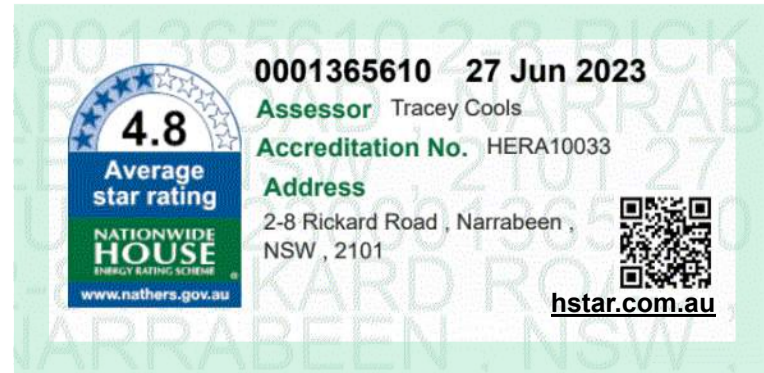 0001365610 27 Jun 2023
Assessor Tracey Cools
Accreditation No. HERA10033
Address
2-8 Rickard Road , Narrabeen ,
NSW , 2101
hstar.com.au
4.8
Average
star rating
NATIONWIDE
HOUSE
ENERGY RATING SCHEME
www.nathers.gov.au